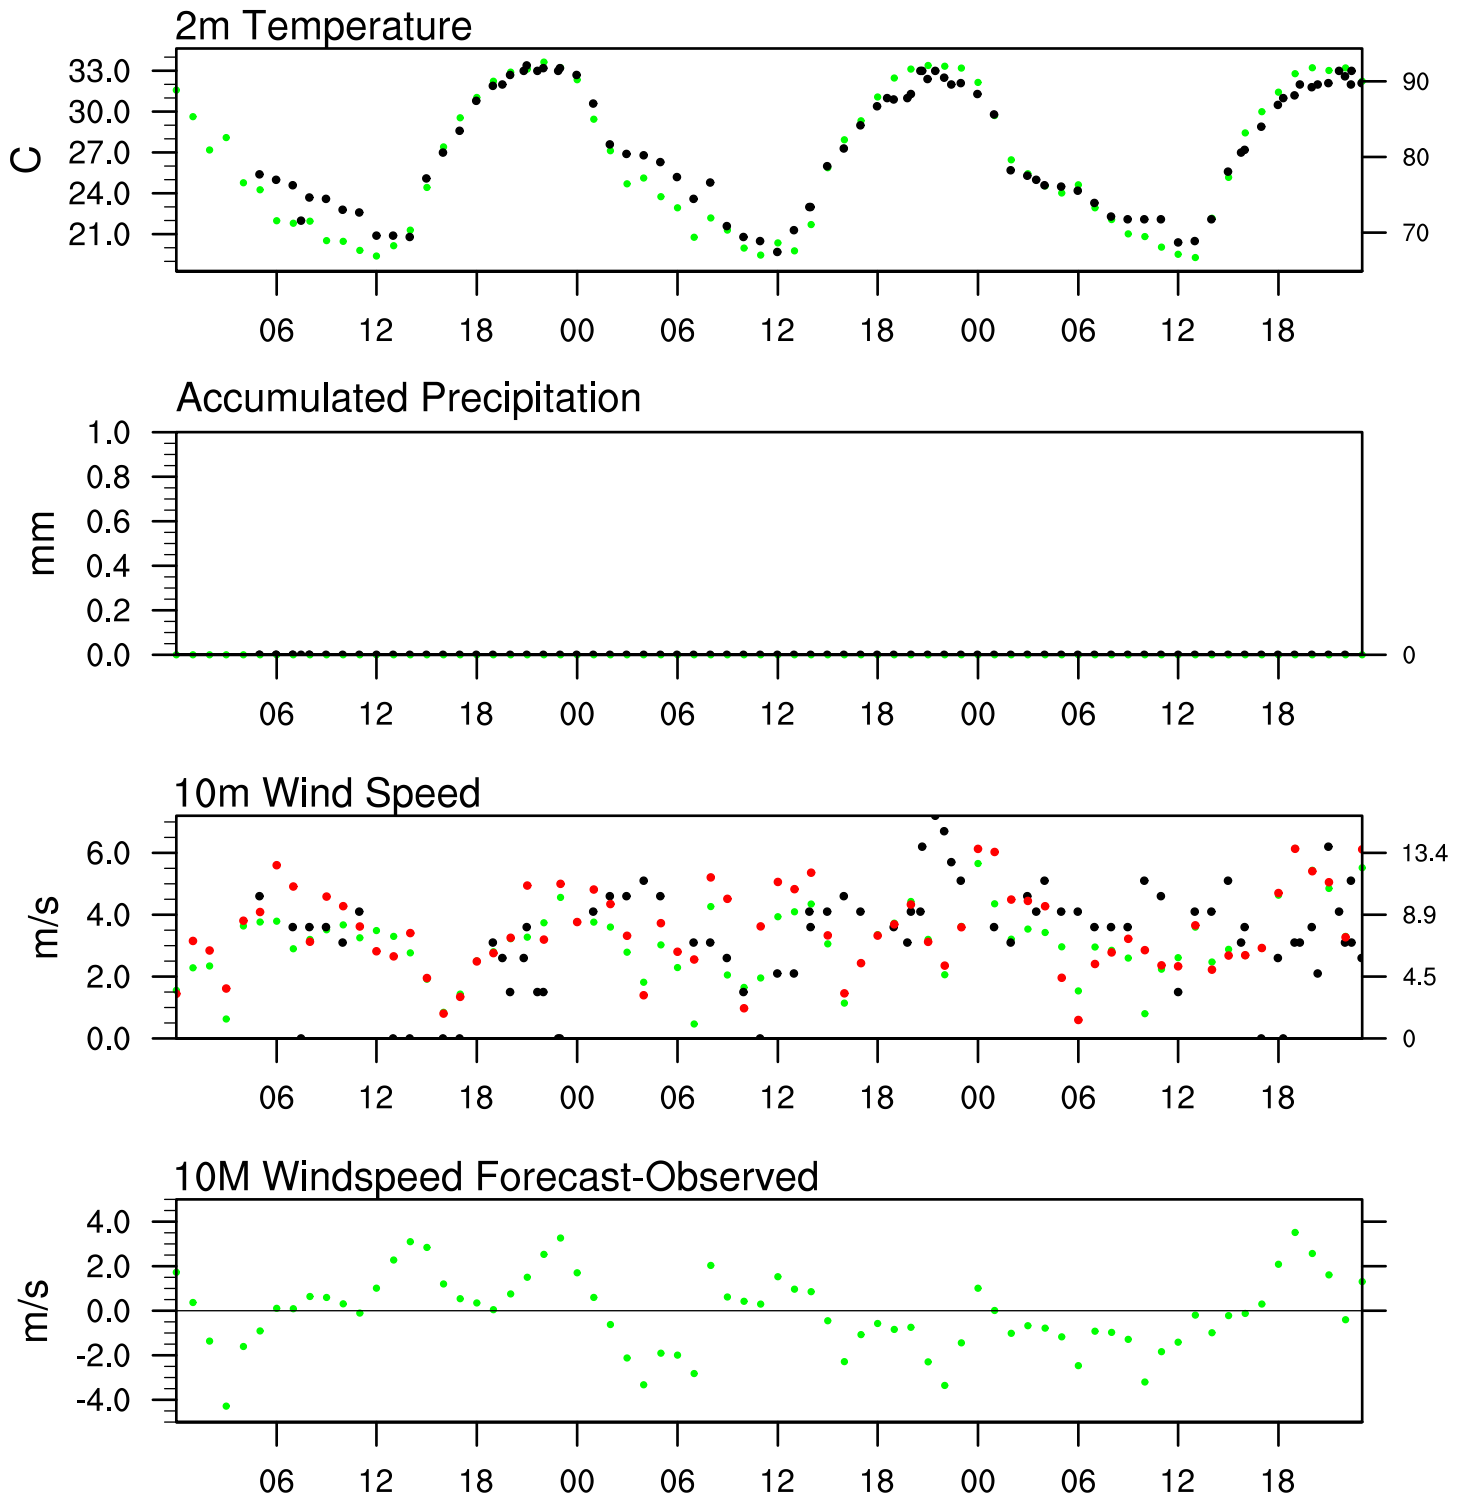 2m Temperature
33.0
30.0
27.0
24.0
21.0
C
90
80
70
06 12 18 00 06 12 18 00 06 12 18
Accumulated Precipitation
1.0
0.8
0.6
0.4
0.2
0.0
mm
0
06 12 18 00 06 12 18 00 06 12 18
10m Wind Speed
6.0
4.0
2.0
0.0
m/s
13.4
8.9
4.5
0
06 12 18 00 06 12 18 00 06 12 18
10M Windspeed Forecast-Observed
4.0
2.0
0.0
-2.0
-4.0
m/s
06 12 18 00 06 12 18 00 06 12 18